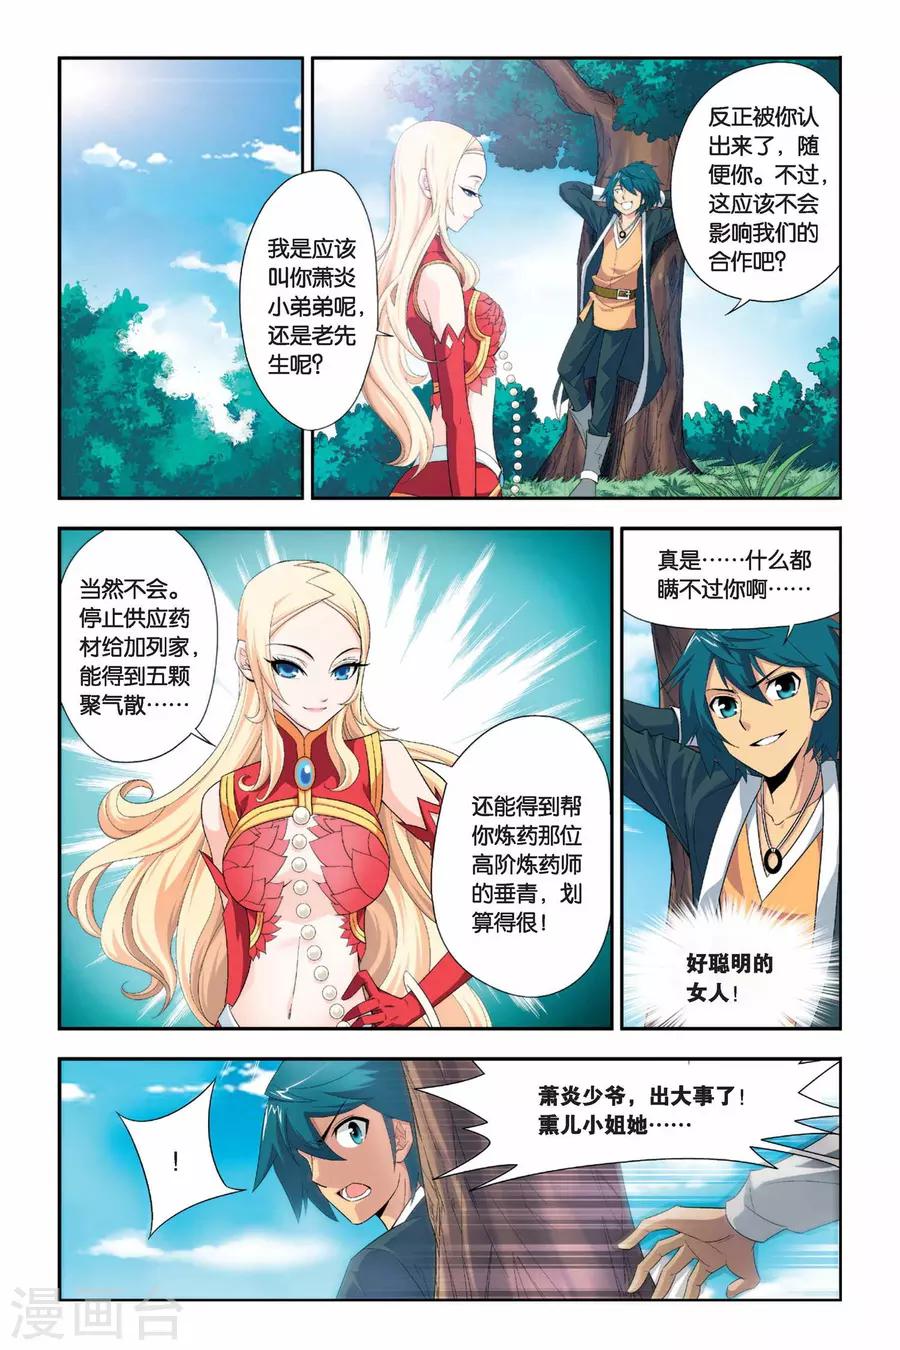 我是应该
叫你萧炎
小弟弟呢，
还是老先
生呢？
反正被你认
出来了，随
便你。不过，
这应该不会
影响我们的
合作吧？
当然不会。
停止供应药
材给加列家，
能得到五颗
聚气散……
还能得到帮
你炼药那位
高阶炼药师
的垂青，划
算得很！
真是……什么都
瞒不过你啊……
好聪明的
女人！
！
萧炎少爷，出大事了！
熏儿小姐她……
漫画台